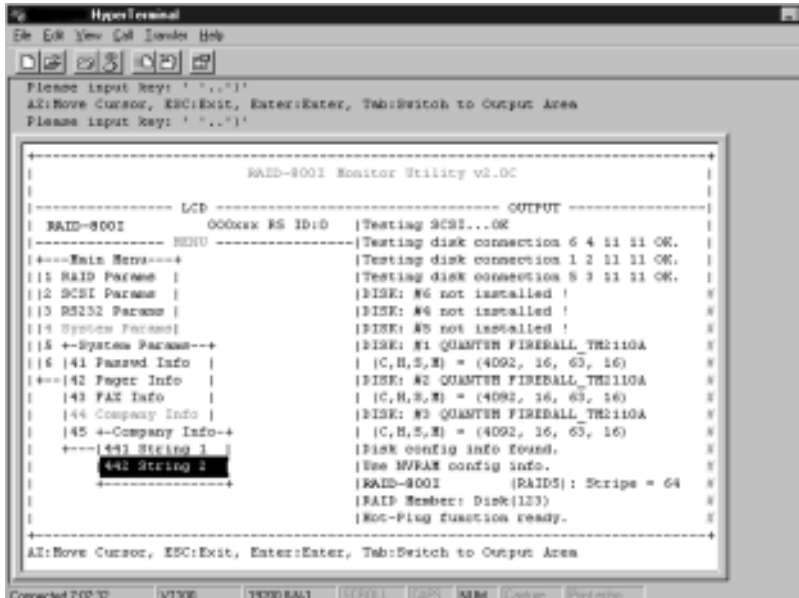 HyperTerminal
File Edit View Call Transfer Help
Please input key: ' '..')'
AZ:Move Cursor, ESC:Exit, Enter:Enter, Tab:Switch to Output Area
Please input key: ' '..')'
RAID-800I Monitor Utility v2.0C
LCD OUTPUT
RAID-800I 000xxx RS ID:0 |Testing SCSI...OK
MENU |Testing disk connection 6 4 11 11 OK.
+---Main Menu---+ |Testing disk connection 1 2 11 11 OK.
||1 RAID Params | |Testing disk connection 5 3 11 11 OK.
||2 SCSI Params | |DISK: #6 not installed !
||3 RS232 Params | |DISK: #4 not installed !
||4 System Params| |DISK: #5 not installed !
||5 +-System Params--+ |DISK: #1 QUANTUM FIREBALL_TM2110A
||6 |41 Passwd Info | | (C,H,S,M) = (4092, 16, 63, 16)
|+---|42 Pager Info | |DISK: #2 QUANTUM FIREBALL_TM2110A
|43 FAX Info | | (C,H,S,M) = (4092, 16, 63, 16)
|44 Company Info | |DISK: #3 QUANTUM FIREBALL_TM2110A
|45 +-Company Info-+ | (C,H,S,M) = (4092, 16, 63, 16)
+---|441 String 1 | |Disk config info found.
|442 String 2 |Use NVRAM config info.
|RAID-800I (RAID5): Stripe = 64
|RAID Member: Disk(123)
|Hot-Plug function ready.
AZ:Move Cursor, ESC:Exit, Enter:Enter, Tab:Switch to Output Area
Connected 7:02:32 VT100 19200 8-N-1 SCROLL CAPS NUM Capture Print echo